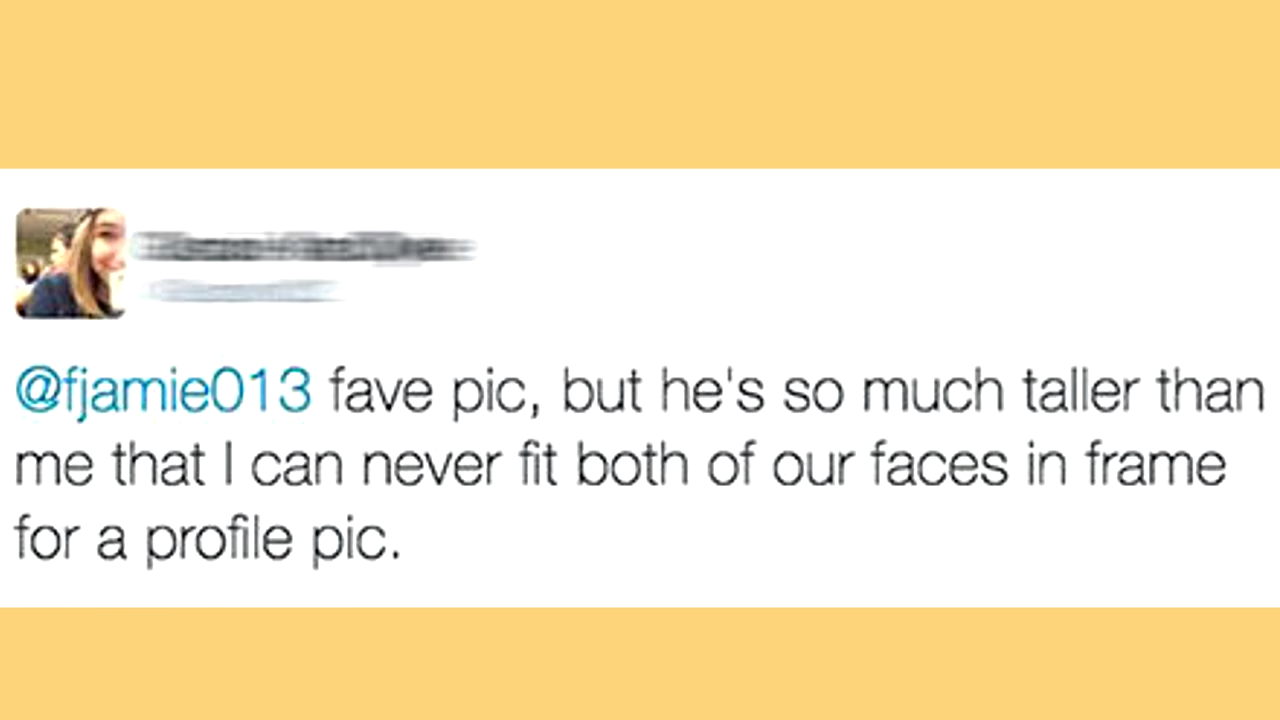 @fjamie013 fave pic, but he's so much taller than
me that I can never fit both of our faces in frame
for a profile pic.